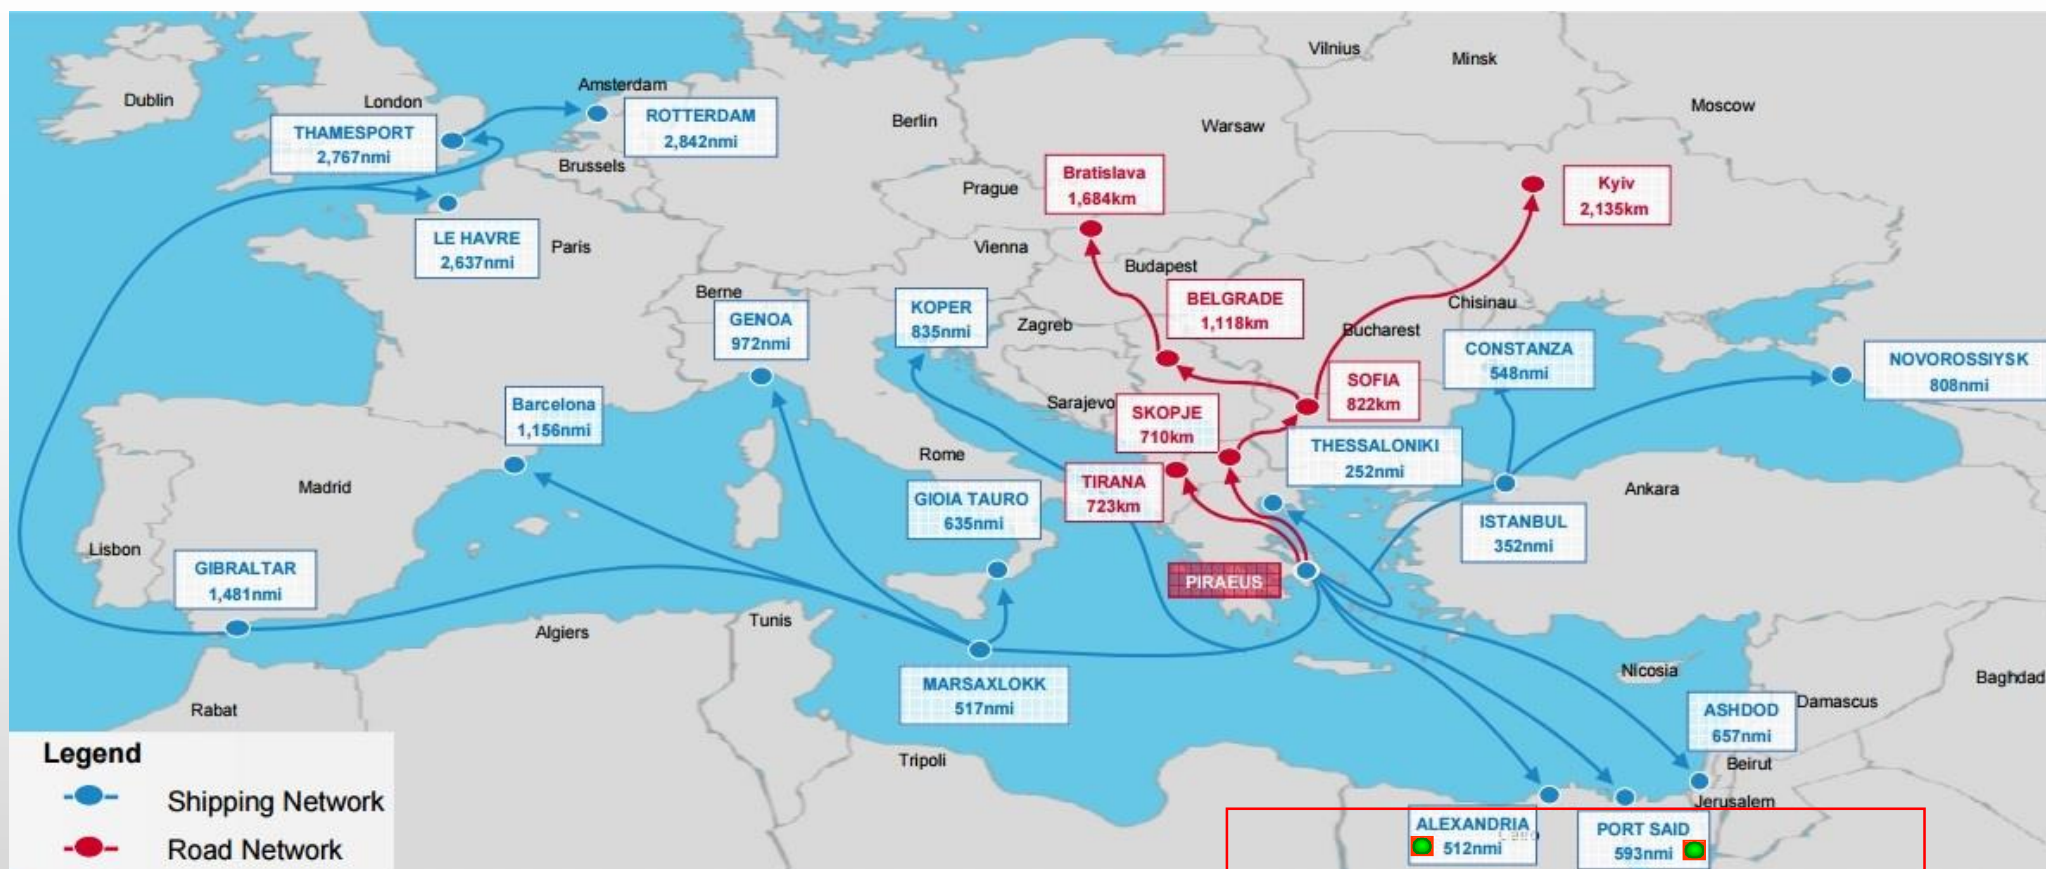 Vilnius
Minsk
Moscow
Dublin
London
Amsterdam
Berlin
Warsaw
THAMESPORT
2,767nmi
ROTTERDAM
2,842nmi
Brussels
Prague
Bratislava
1,684km
Kyiv
2,135km
LE HAVRE
2,637nmi
Paris
Vienna
Budapest
Berne
GENOA
972nmi
KOPER
835nmi
Zagreb
BELGRADE
1,118km
Chisinau
Bucharest
CONSTANZA
548nmi
NOVOROSSIYSK
808nmi
Barcelona
1,156nmi
Sarajevo
SKOPJE
710km
SOFIA
822km
THESSALONIKI
252nmi
Rome
Madrid
TIRANA
723km
GIOIA TAURO
635nmi
Ankara
ISTANBUL
352nmi
Lisbon
GIBRALTAR
1,481nmi
PIRAEUS
Algiers
Tunis
MARSAXLOKK
517nmi
Nicosia
Baghdad
Damascus
Rabat
ASHDOD
657nmi
Tripoli
Beirut
Jerusalem
ALEXANDRIA
512nmi
PORT SAID
593nmi
Legend
Shipping Network
Road Network